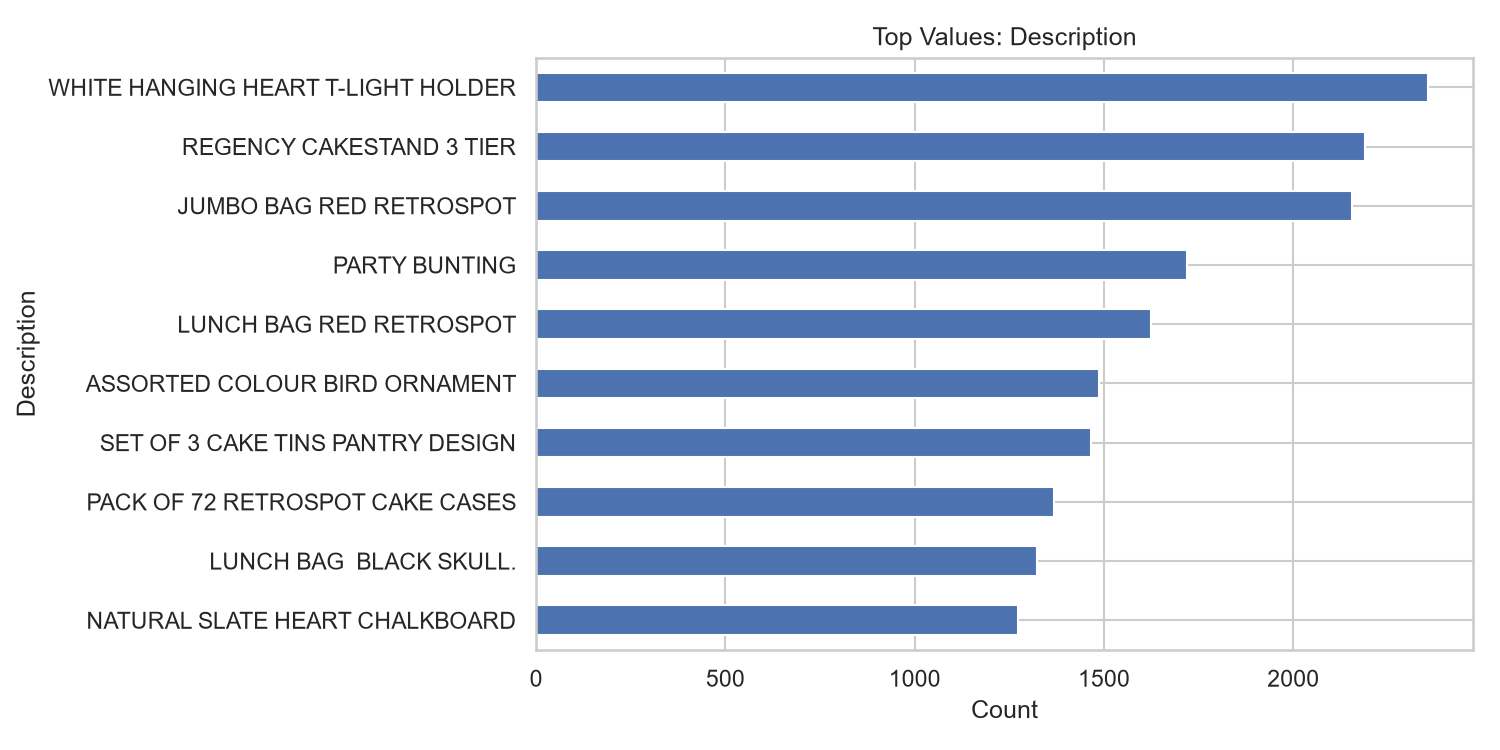 Top Values: Description
WHITE HANGING HEART T-LIGHT HOLDER
REGENCY CAKESTAND 3 TIER
JUMBO BAG RED RETROSPOT
PARTY BUNTING
LUNCH BAG RED RETROSPOT
ASSORTED COLOUR BIRD ORNAMENT
SET OF 3 CAKE TINS PANTRY DESIGN
PACK OF 72 RETROSPOT CAKE CASES
LUNCH BAG  BLACK SKULL.
NATURAL SLATE HEART CHALKBOARD
Description
0 500 1000 1500 2000
Count